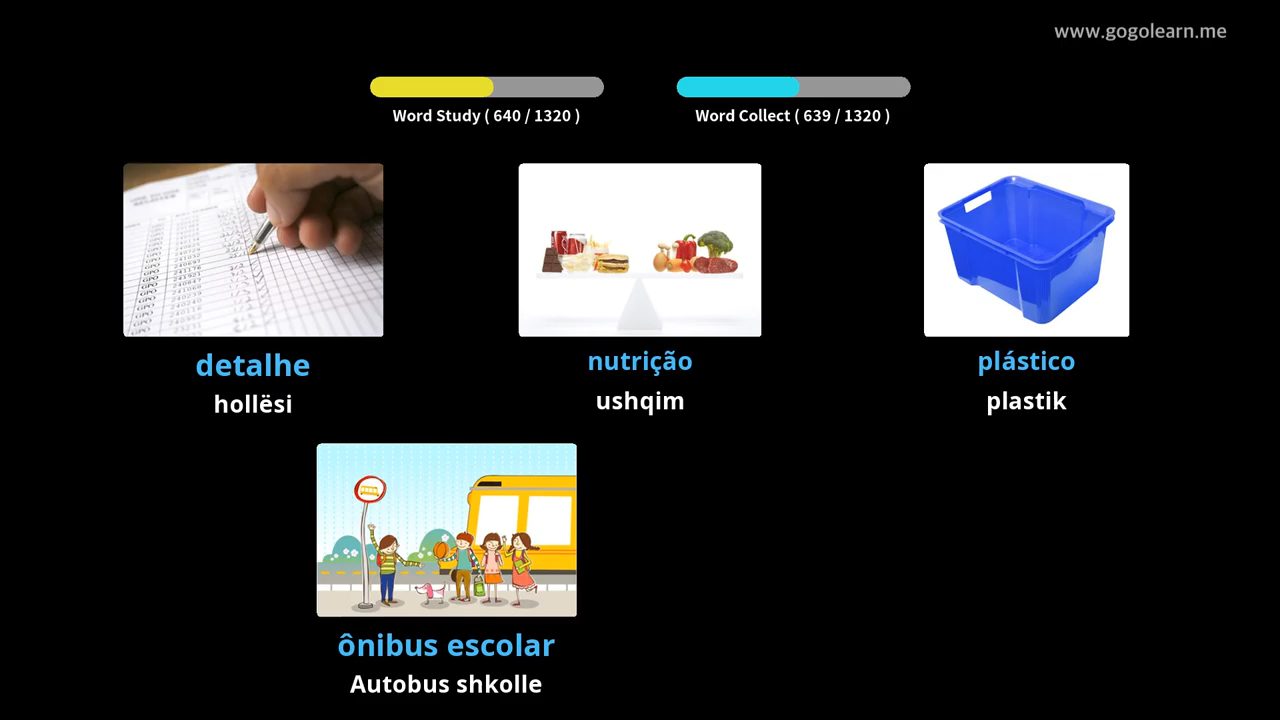 www.gogolearn.me
Word Study ( 640 / 1320 )
Word Collect ( 639 / 1320 )
detalhe
hollësi
nutrição
ushqim
plástico
plastik
ônibus escolar
Autobus shkolle